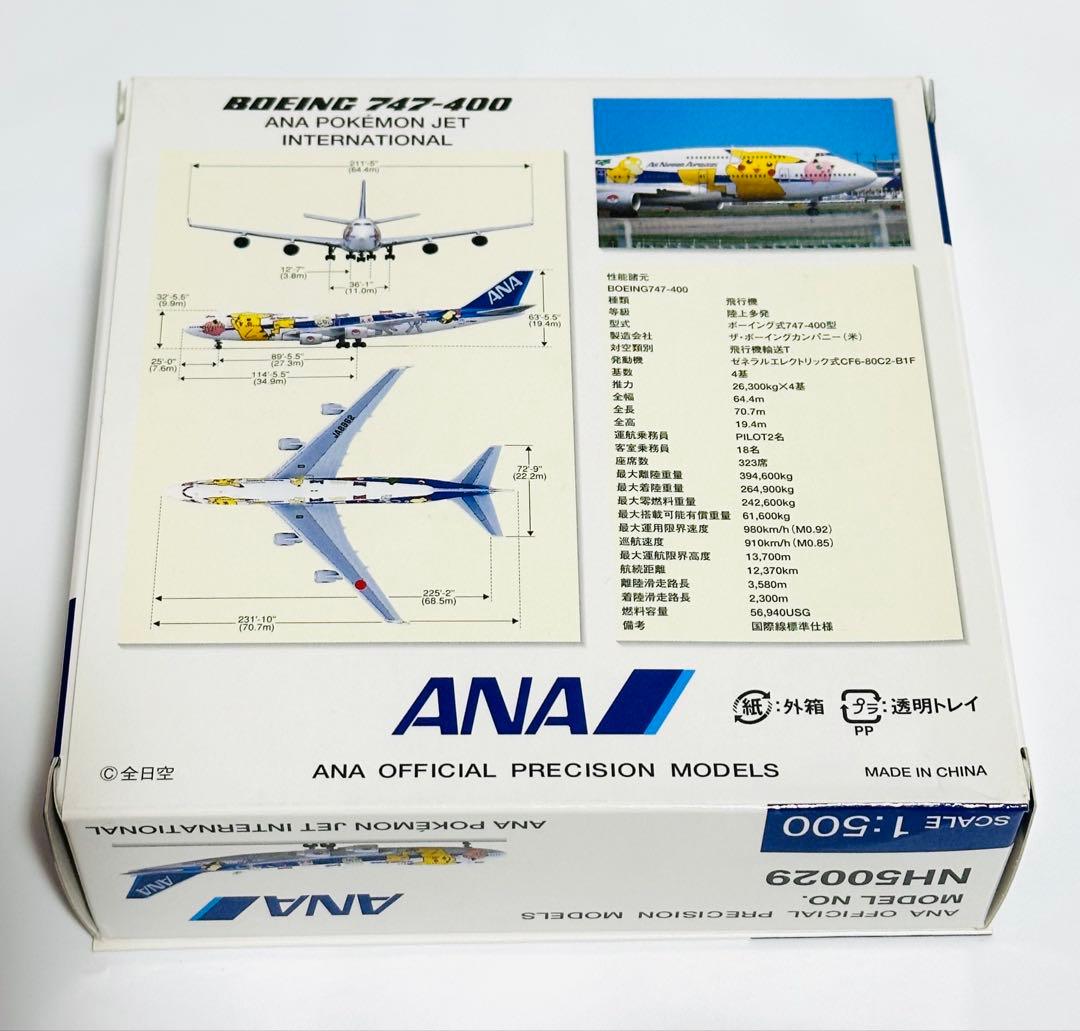 BOEING 747-400
ANA POKÉMON JET
INTERNATIONAL
211'-5"
(64.4m)
12'-7"
(3.8m)
36'-1"
(11.0m)
32'-5.5"
(9.9m)
ANA
63'-5.5"
(19.4m)
25'-0"
(7.6m)
89'-5.5"
(27.3m)
114'-5.5"
(34.9m)
JA8962
72'-9"
(22.2m)
225'-2"
(68.5m)
231'-10"
(70.7m)
All Nippon Airways
性能諸元
BOEING747-400
種類 飛行機
等級 陸上多発
型式 ボーイング式747-400型
製造会社 ザ・ボーイングカンパニー(米)
対空類別 飛行機輸送T
発動機 ゼネラルエレクトリック式CF6-80C2-B1F
基数 4基
推力 26,300kg×4基
全幅 64.4m
全長 70.7m
全高 19.4m
運航乗務員 PILOT2名
客室乗務員 18名
座席数 323席
最大離陸重量 394,600kg
最大着陸重量 264,900kg
最大零燃料重量 242,600kg
最大搭載可能有償重量 61,600kg
最大運用限界速度 980km/h (M0.92)
巡航速度 910km/h (M0.85)
最大運航限界高度 13,700m
航続距離 12,370km
離陸滑走路長 3,580m
着陸滑走路長 2,300m
燃料容量 56,940USG
備考 国際線標準仕様
ANA
紙:外箱 プラ:透明トレイ
PP
©全日空
ANA OFFICIAL PRECISION MODELS
MADE IN CHINA
ANA OFFICIAL PRECISION MODELS
MODEL NO.
NH50029
SCALE 1:500
ANA
ANA
ANA POKÉMON JET INTERNATIONAL